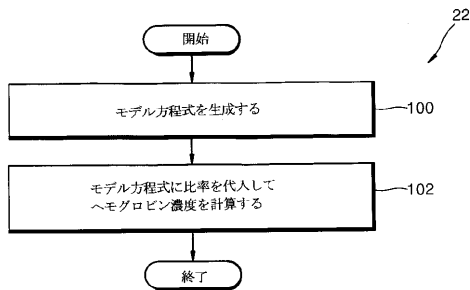 22
開始
モデル方程式を生成する
100
モデル方程式に比率を代入して
ヘモグロビン濃度を計算する
102
終了